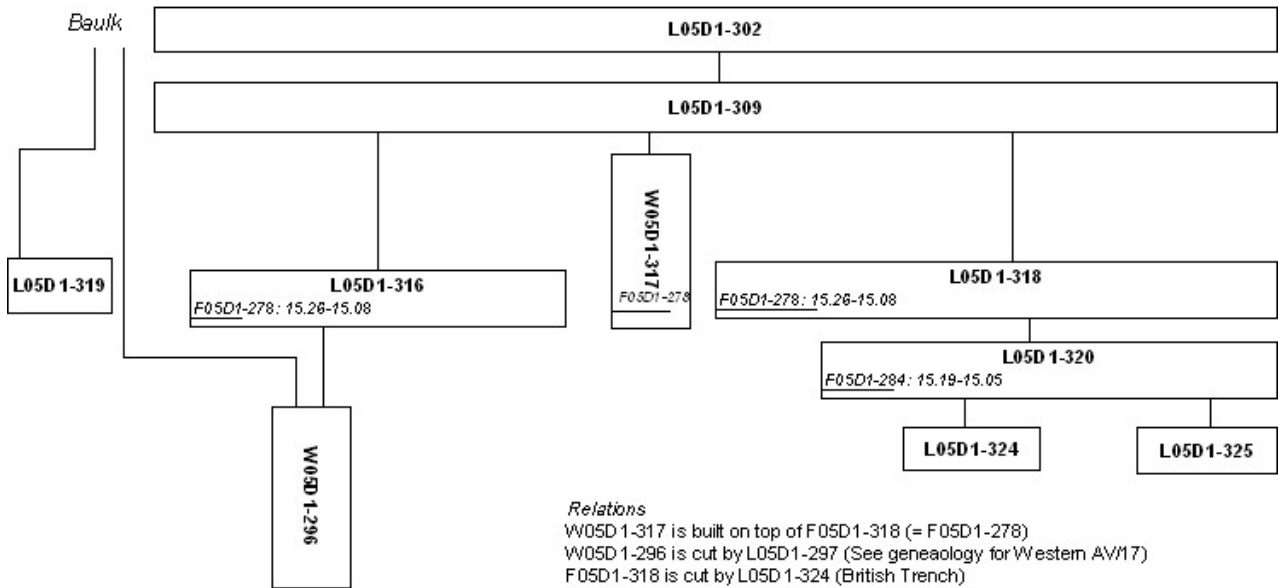 Baulk
L05D1-302
L05D1-309
W05D1-317
F05D1-278
L05D1-319
L05D1-316
F05D1-278: 15.26-15.08
L05D1-318
F05D1-278: 15.26-15.08
L05D1-320
F05D1-284: 15.19-15.05
W05D1-296
L05D1-324
L05D1-325
Relations
W05D1-317 is built on top of F05D1-318 (= F05D1-278)
W05D1-296 is cut by L05D1-297 (See geneaology for Western AV/17)
F05D1-318 is cut by L05D1-324 (British Trench)